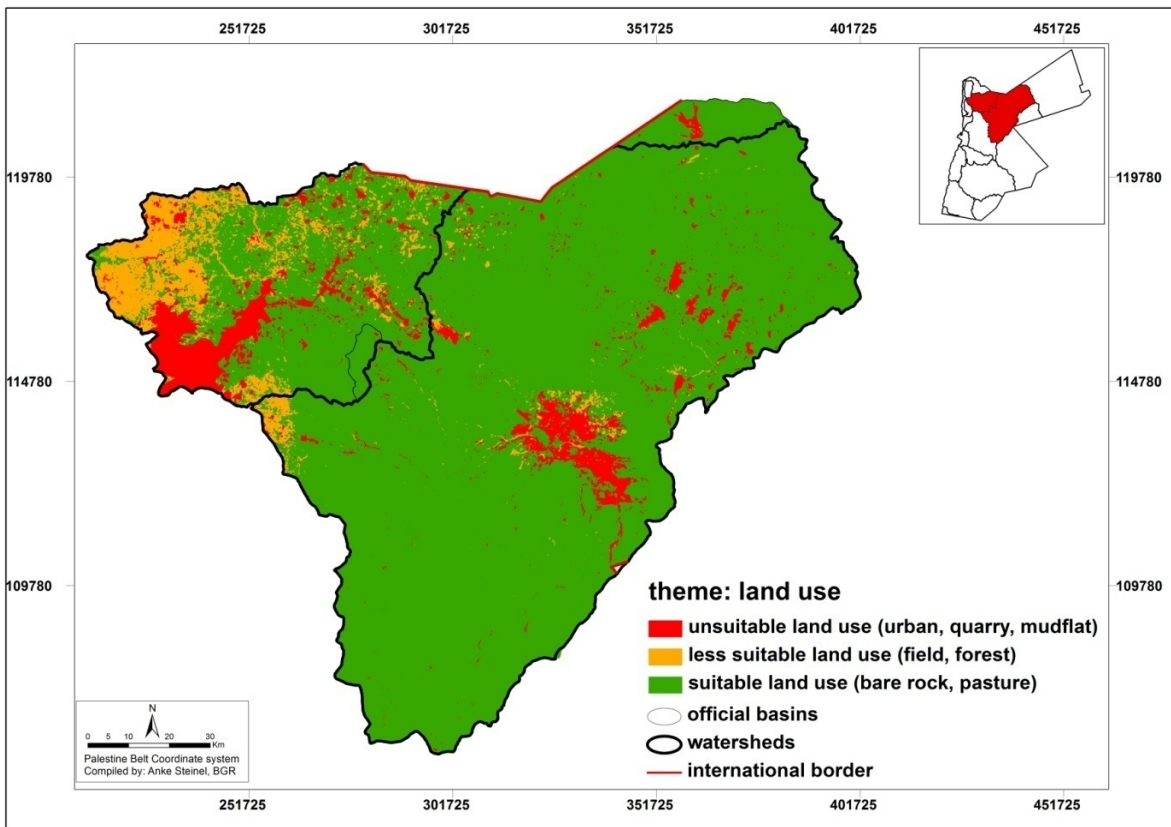 251725 301725 351725 401725 451725
119780 119780
114780 114780
109780 109780
theme: land use
unsuitable land use (urban, quarry, mudflat)
less suitable land use (field, forest)
suitable land use (bare rock, pasture)
official basins
watersheds
international border
N
0 5 10 20 30
Km
Palestine Belt Coordinate system
Compiled by: Anke Steinel, BGR
251725 301725 351725 401725 451725